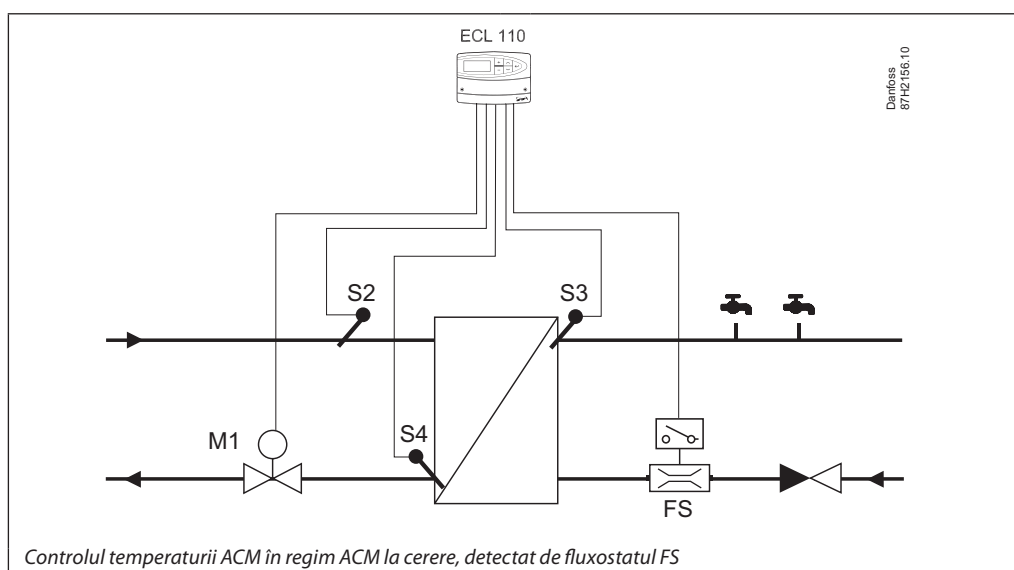 ECL 110
Danfoss
87H2156.10
S2
S3
M1
S4
FS
Controlul temperaturii ACM în regim ACM la cerere, detectat de fluxostatul FS